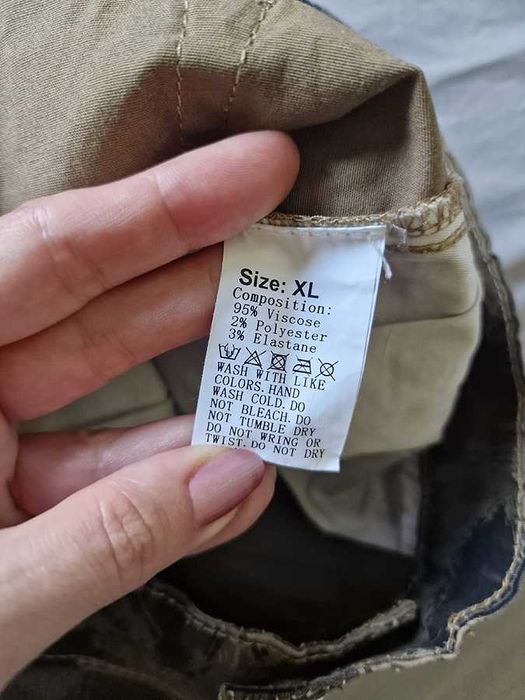 Size: XL
Composition:
95% Viscose
2% Polyester
3% Elastane
WASH WITH LIKE
COLORS. HAND
WASH COLD. DO
NOT BLEACH. DO
NOT TUMBLE DRY
DO NOT WRING OR
TWIST. DO NOT DRY